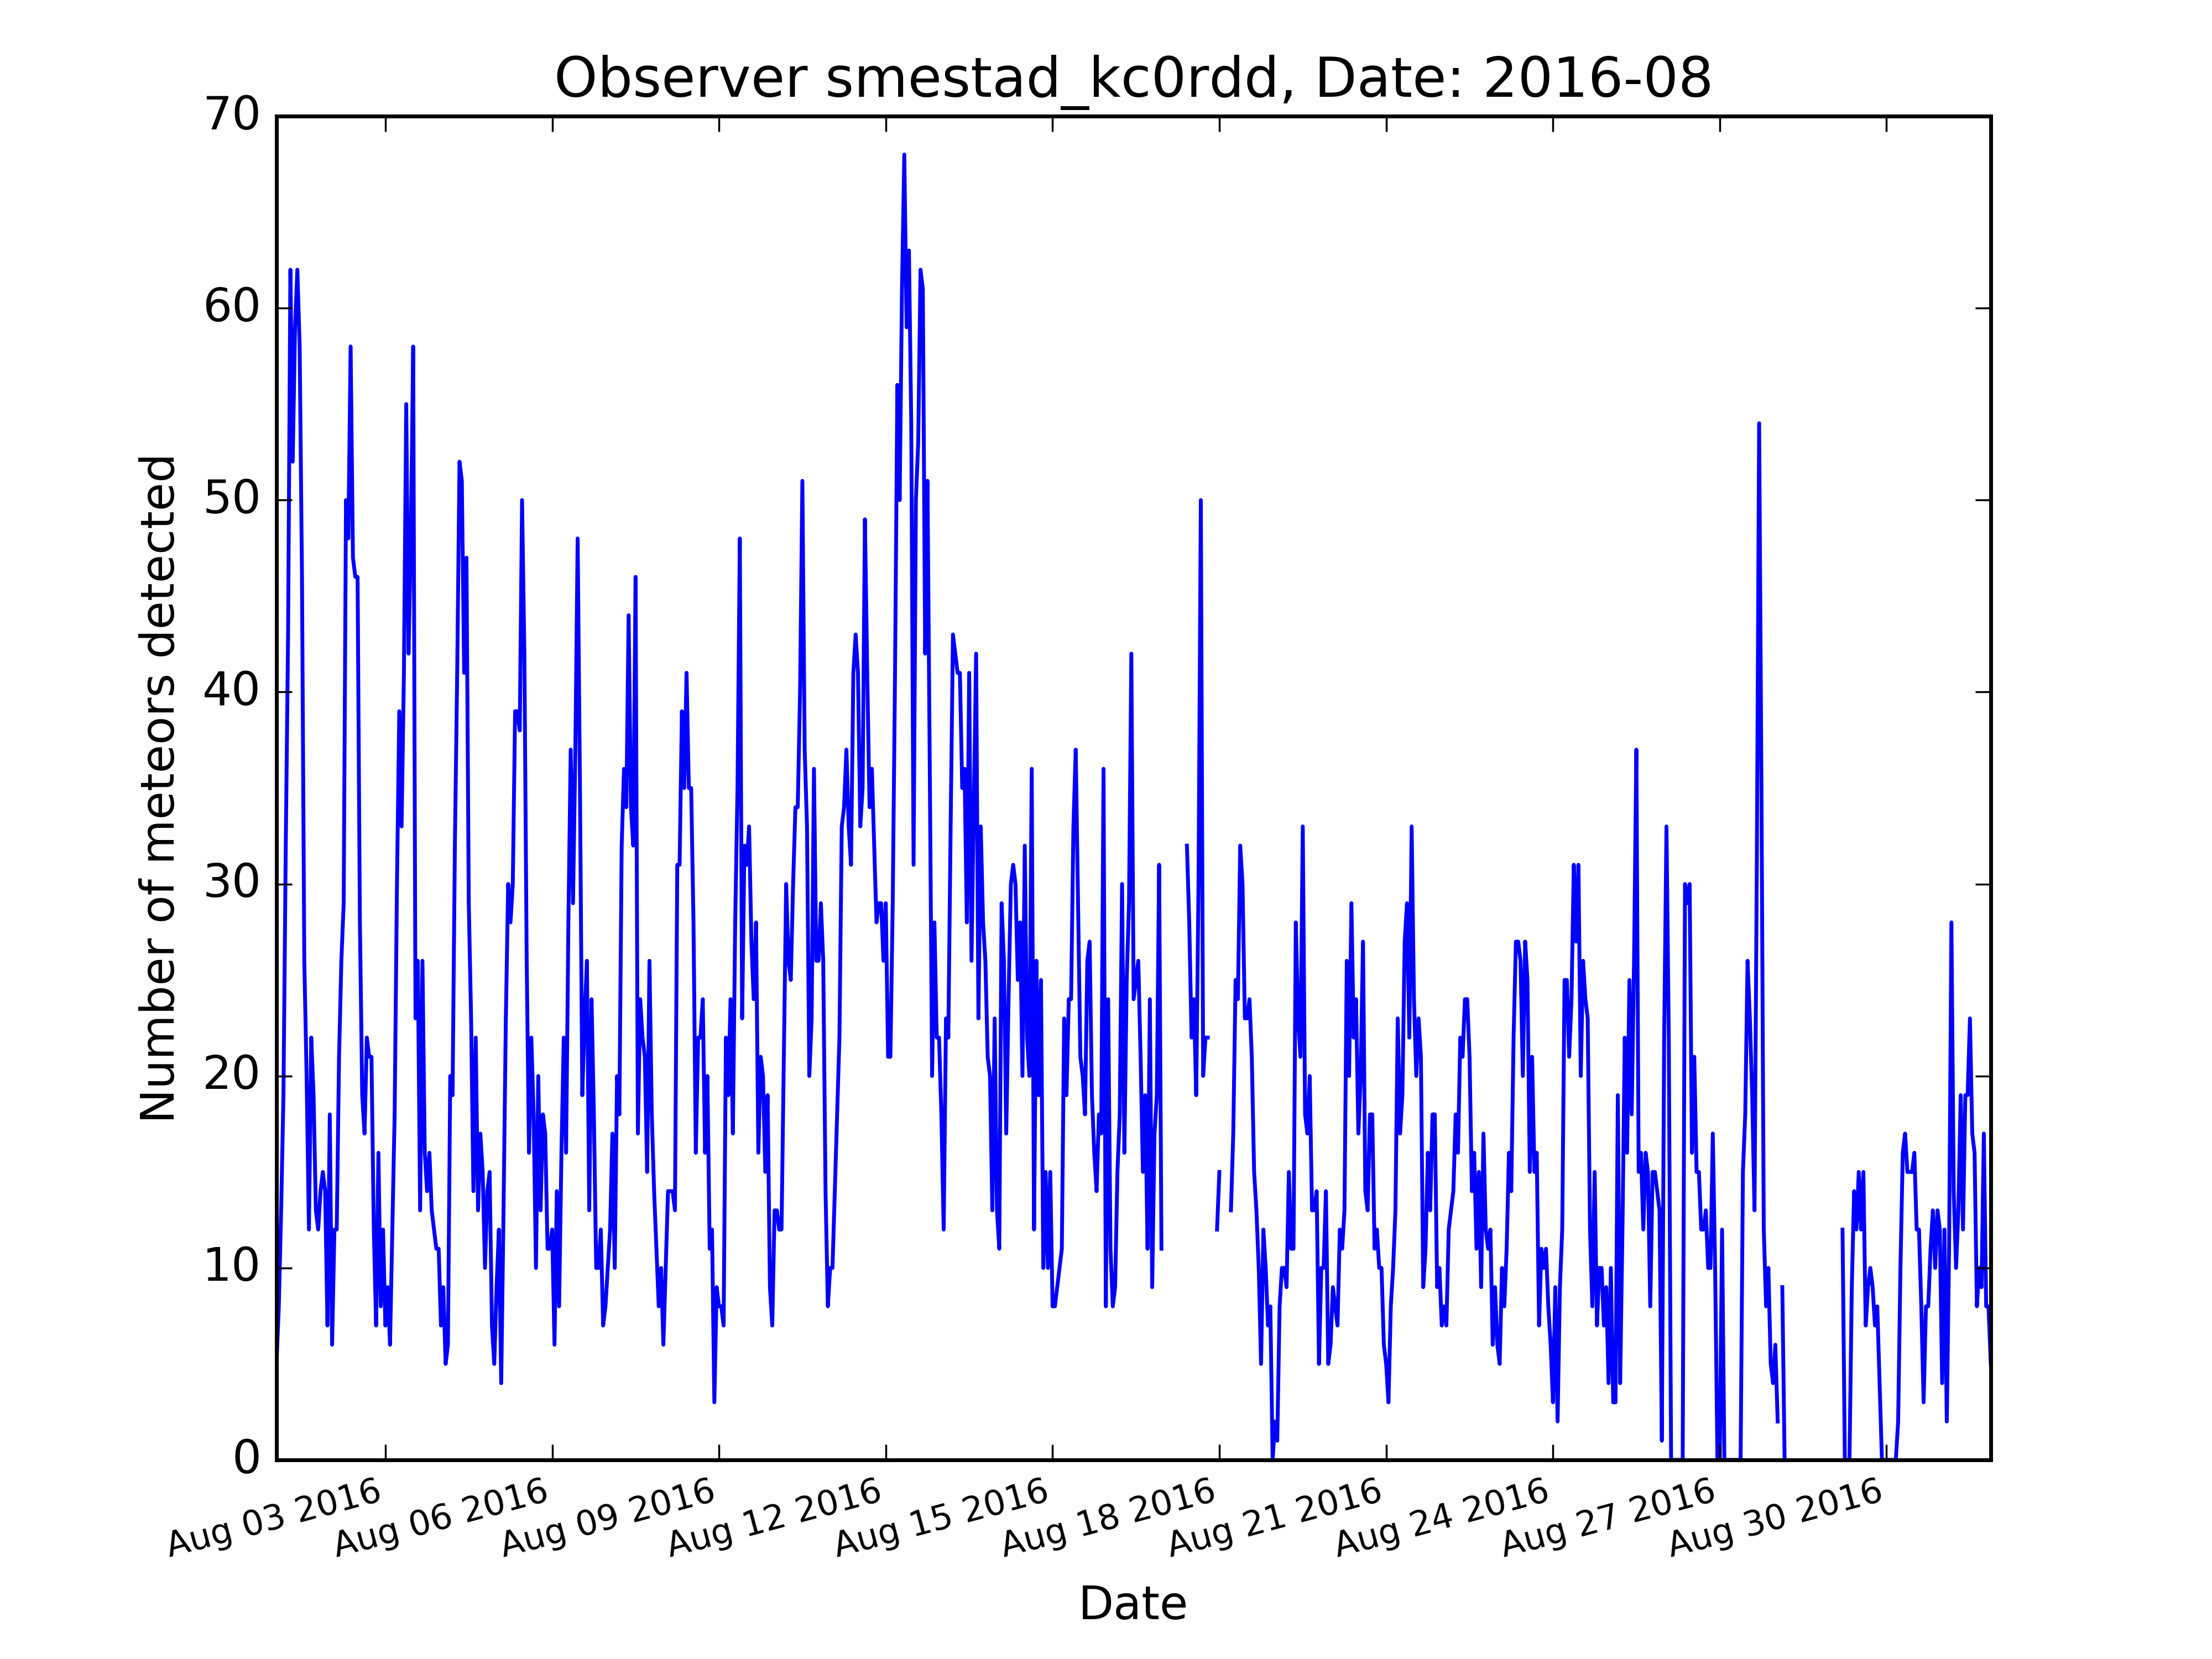 Observer smestad_kc0rdd, Date: 2016-08
70
60
50
40
30
20
10
0
Number of meteors detected
Aug 03 2016
Aug 06 2016
Aug 09 2016
Aug 12 2016
Aug 15 2016
Aug 18 2016
Aug 21 2016
Aug 24 2016
Aug 27 2016
Aug 30 2016
Date